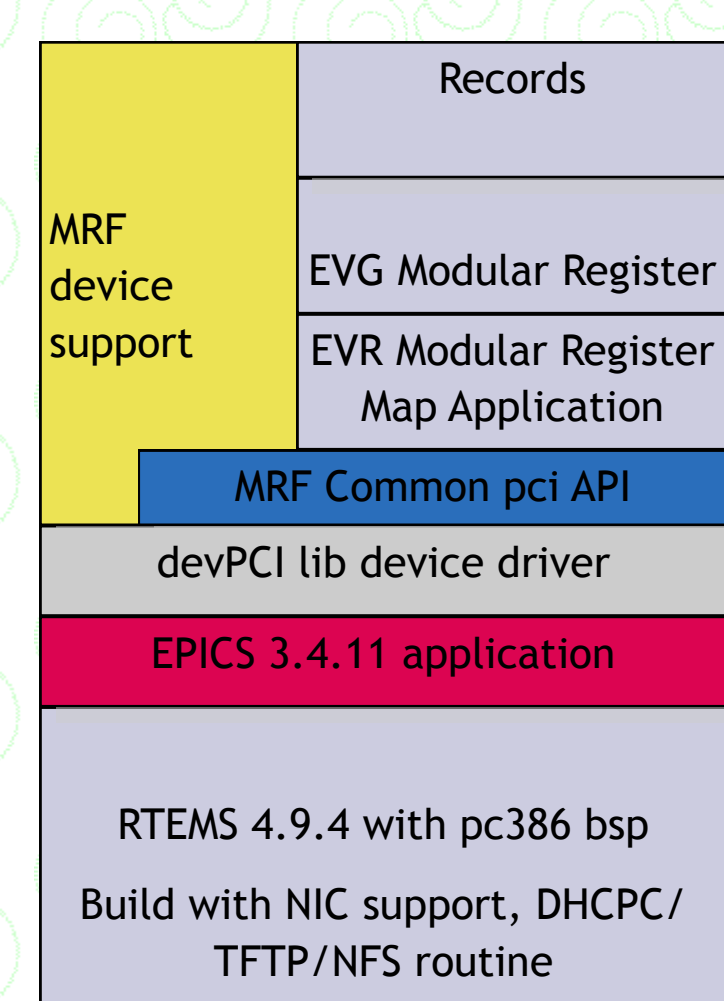 Records
MRF
device
support
EVG Modular Register
EVR Modular Register
Map Application
MRF Common pci API
devPCI lib device driver
EPICS 3.4.11 application
RTEMS 4.9.4 with pc386 bsp
Build with NIC support, DHCPC/
TFTP/NFS routine